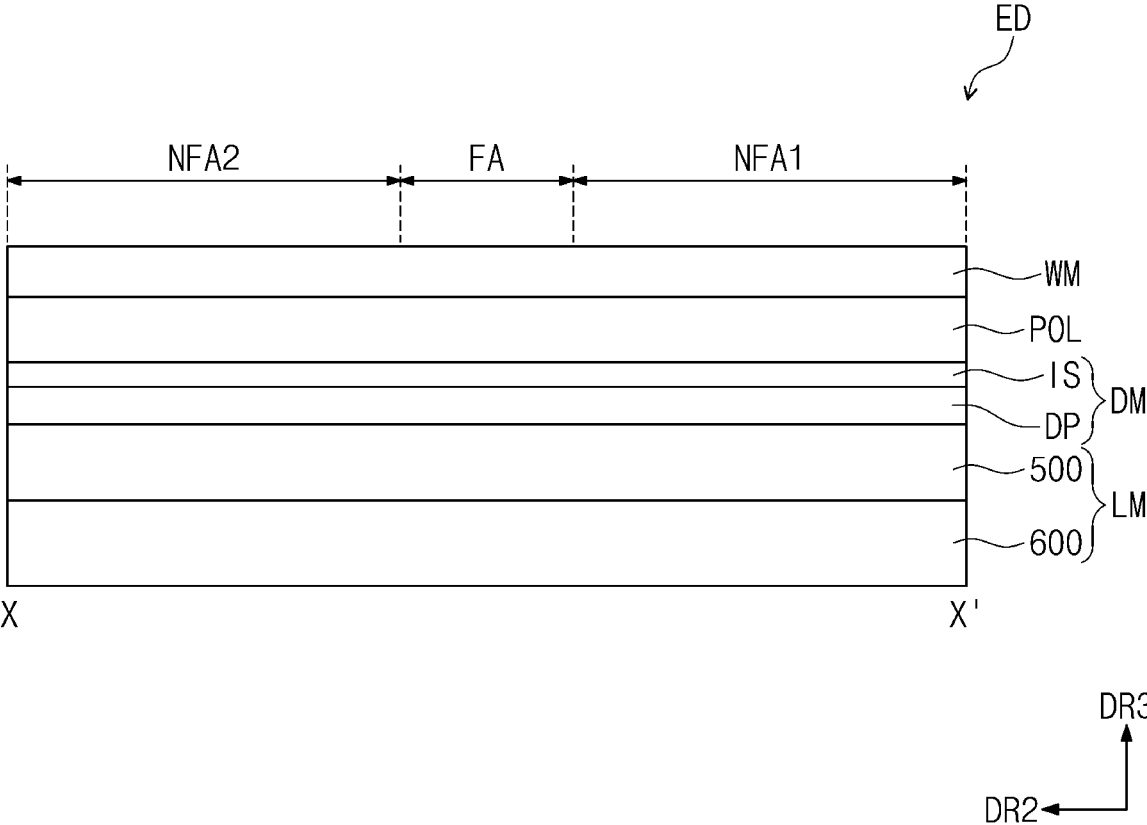 ED
NFA2 FA NFA1
WM
POL
IS
DM
DP
500
LM
600
X X'
DR3
DR2